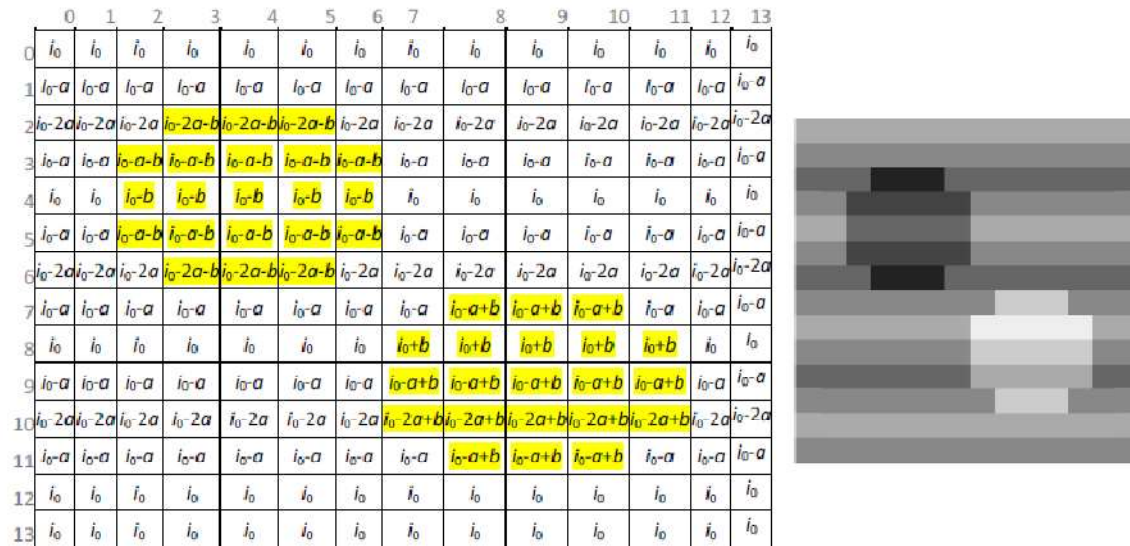 0 1 2 3 4 5 6 7 8 9 10 11 12 13
0 i₀ i₀ i₀ i₀ i₀ i₀ i₀ i₀ i₀ i₀ i₀ i₀ i₀ i₀
1 i₀-a i₀-a i₀-a i₀-a i₀-a i₀-a i₀-a i₀-a i₀-a i₀-a i₀-a i₀-a i₀-a i₀-a
2 i₀-2a i₀-2a i₀-2a i₀-2a-b i₀-2a-b i₀-2a-b i₀-2a i₀-2a i₀-2a i₀-2a i₀-2a i₀-2a i₀-2a i₀-2a
3 i₀-a i₀-a i₀-a-b i₀-a-b i₀-a-b i₀-a-b i₀-a-b i₀-a i₀-a i₀-a i₀-a i₀-a i₀-a i₀-a
4 i₀ i₀ i₀-b i₀-b i₀-b i₀-b i₀-b i₀ i₀ i₀ i₀ i₀ i₀ i₀
5 i₀-a i₀-a i₀-a-b i₀-a-b i₀-a-b i₀-a-b i₀-a-b i₀-a i₀-a i₀-a i₀-a i₀-a i₀-a i₀-a
6 i₀-2a i₀-2a i₀-2a i₀-2a-b i₀-2a-b i₀-2a-b i₀-2a i₀-2a i₀-2a i₀-2a i₀-2a i₀-2a i₀-2a i₀-2a
7 i₀-a i₀-a i₀-a i₀-a i₀-a i₀-a i₀-a i₀-a i₀-a+b i₀-a+b i₀-a+b i₀-a i₀-a i₀-a
8 i₀ i₀ i₀ i₀ i₀ i₀ i₀ i₀+b i₀+b i₀+b i₀+b i₀+b i₀ i₀
9 i₀-a i₀-a i₀-a i₀-a i₀-a i₀-a i₀-a i₀-a+b i₀-a+b i₀-a+b i₀-a+b i₀-a+b i₀-a i₀-a
10 i₀-2a i₀-2a i₀-2a i₀-2a i₀-2a i₀-2a i₀-2a i₀-2a+b i₀-2a+b i₀-2a+b i₀-2a+b i₀-2a+b i₀-2a i₀-2a
11 i₀-a i₀-a i₀-a i₀-a i₀-a i₀-a i₀-a i₀-a i₀-a+b i₀-a+b i₀-a+b i₀-a i₀-a i₀-a
12 i₀ i₀ i₀ i₀ i₀ i₀ i₀ i₀ i₀ i₀ i₀ i₀ i₀ i₀
13 i₀ i₀ i₀ i₀ i₀ i₀ i₀ i₀ i₀ i₀ i₀ i₀ i₀ i₀